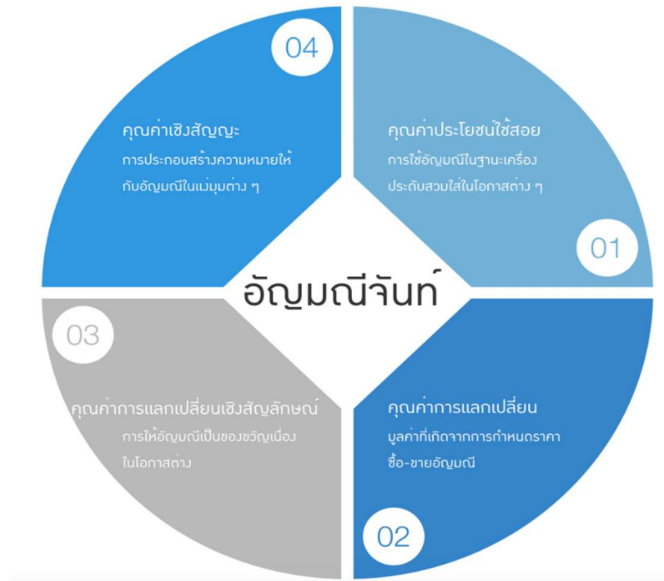 04
คุณค่าเชิงสัญญะ
การประกอบสร้างความหมายให้
กับอัญมณีในแง่มุมต่าง ๆ
คุณค่าประโยชน์ใช้สอย
การใช้อัญมณีในฐานะเครื่อง
ประดับสวมใส่ในโอกาสต่าง ๆ
01
อัญมณีจันท์
03
คุณค่าการแลกเปลี่ยนเชิงสัญลักษณ์
การให้อัญมณีเป็นของขวัญเนื่อง
ในโอกาสต่าง
คุณค่าการแลกเปลี่ยน
มูลค่าที่เกิดจากการกำหนดราคา
ซื้อ-ขายอัญมณี
02